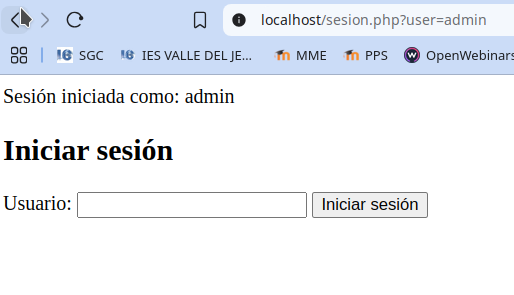 localhost/sesion.php?user=admin
SGC IES VALLE DEL JE... MME PPS OpenWebinars
Sesión iniciada como: admin
Iniciar sesión
Usuario: Iniciar sesión